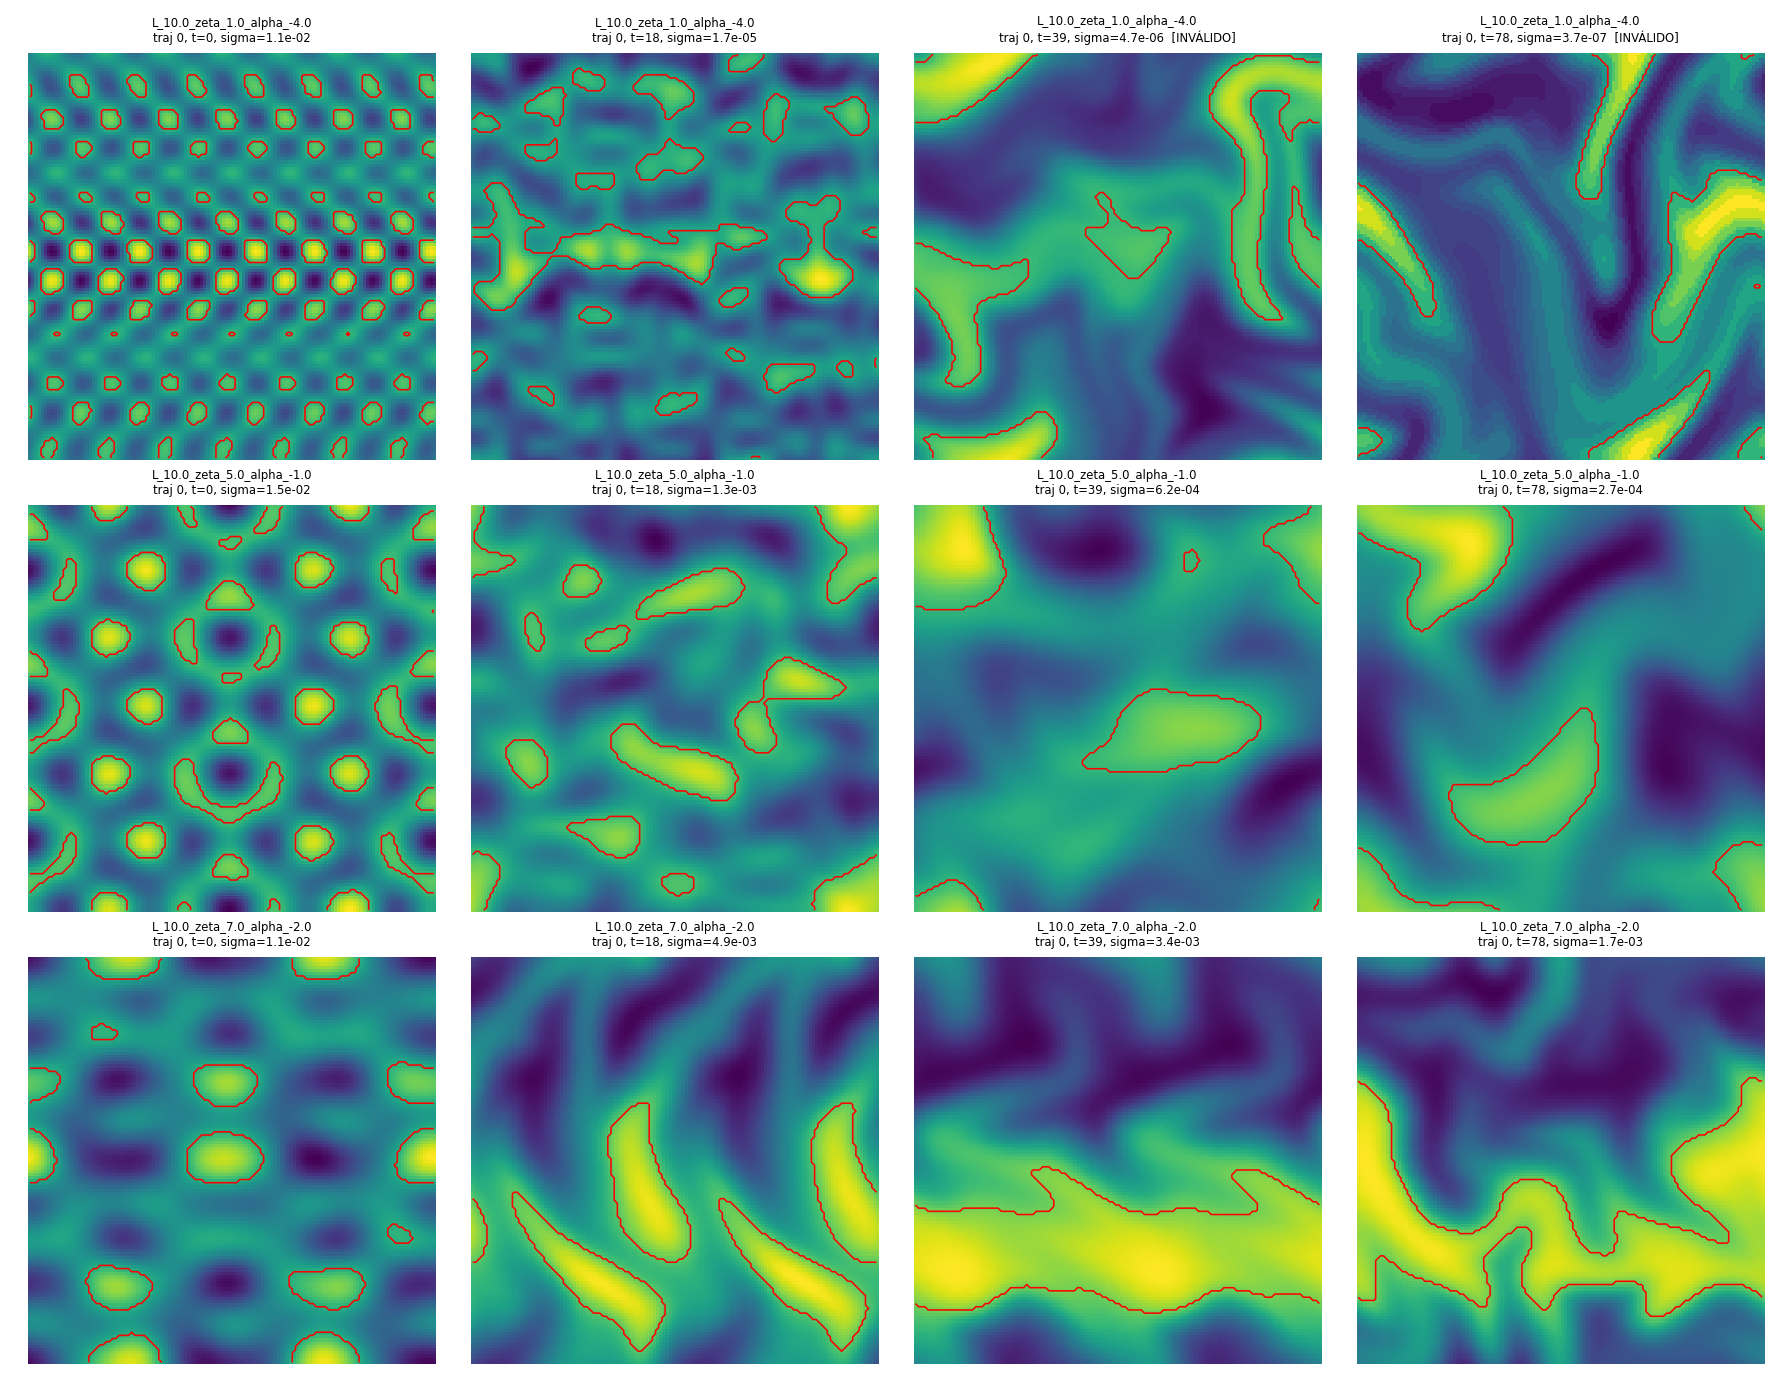 L_10.0_zeta_1.0_alpha_-4.0
traj 0, t=0, sigma=1.1e-02
L_10.0_zeta_1.0_alpha_-4.0
traj 0, t=18, sigma=1.7e-05
L_10.0_zeta_1.0_alpha_-4.0
traj 0, t=39, sigma=4.7e-06 [INVÁLIDO]
L_10.0_zeta_1.0_alpha_-4.0
traj 0, t=78, sigma=3.7e-07 [INVÁLIDO]
L_10.0_zeta_5.0_alpha_-1.0
traj 0, t=0, sigma=1.5e-02
L_10.0_zeta_5.0_alpha_-1.0
traj 0, t=18, sigma=1.3e-03
L_10.0_zeta_5.0_alpha_-1.0
traj 0, t=39, sigma=6.2e-04
L_10.0_zeta_5.0_alpha_-1.0
traj 0, t=78, sigma=2.7e-04
L_10.0_zeta_7.0_alpha_-2.0
traj 0, t=0, sigma=1.1e-02
L_10.0_zeta_7.0_alpha_-2.0
traj 0, t=18, sigma=4.9e-03
L_10.0_zeta_7.0_alpha_-2.0
traj 0, t=39, sigma=3.4e-03
L_10.0_zeta_7.0_alpha_-2.0
traj 0, t=78, sigma=1.7e-03